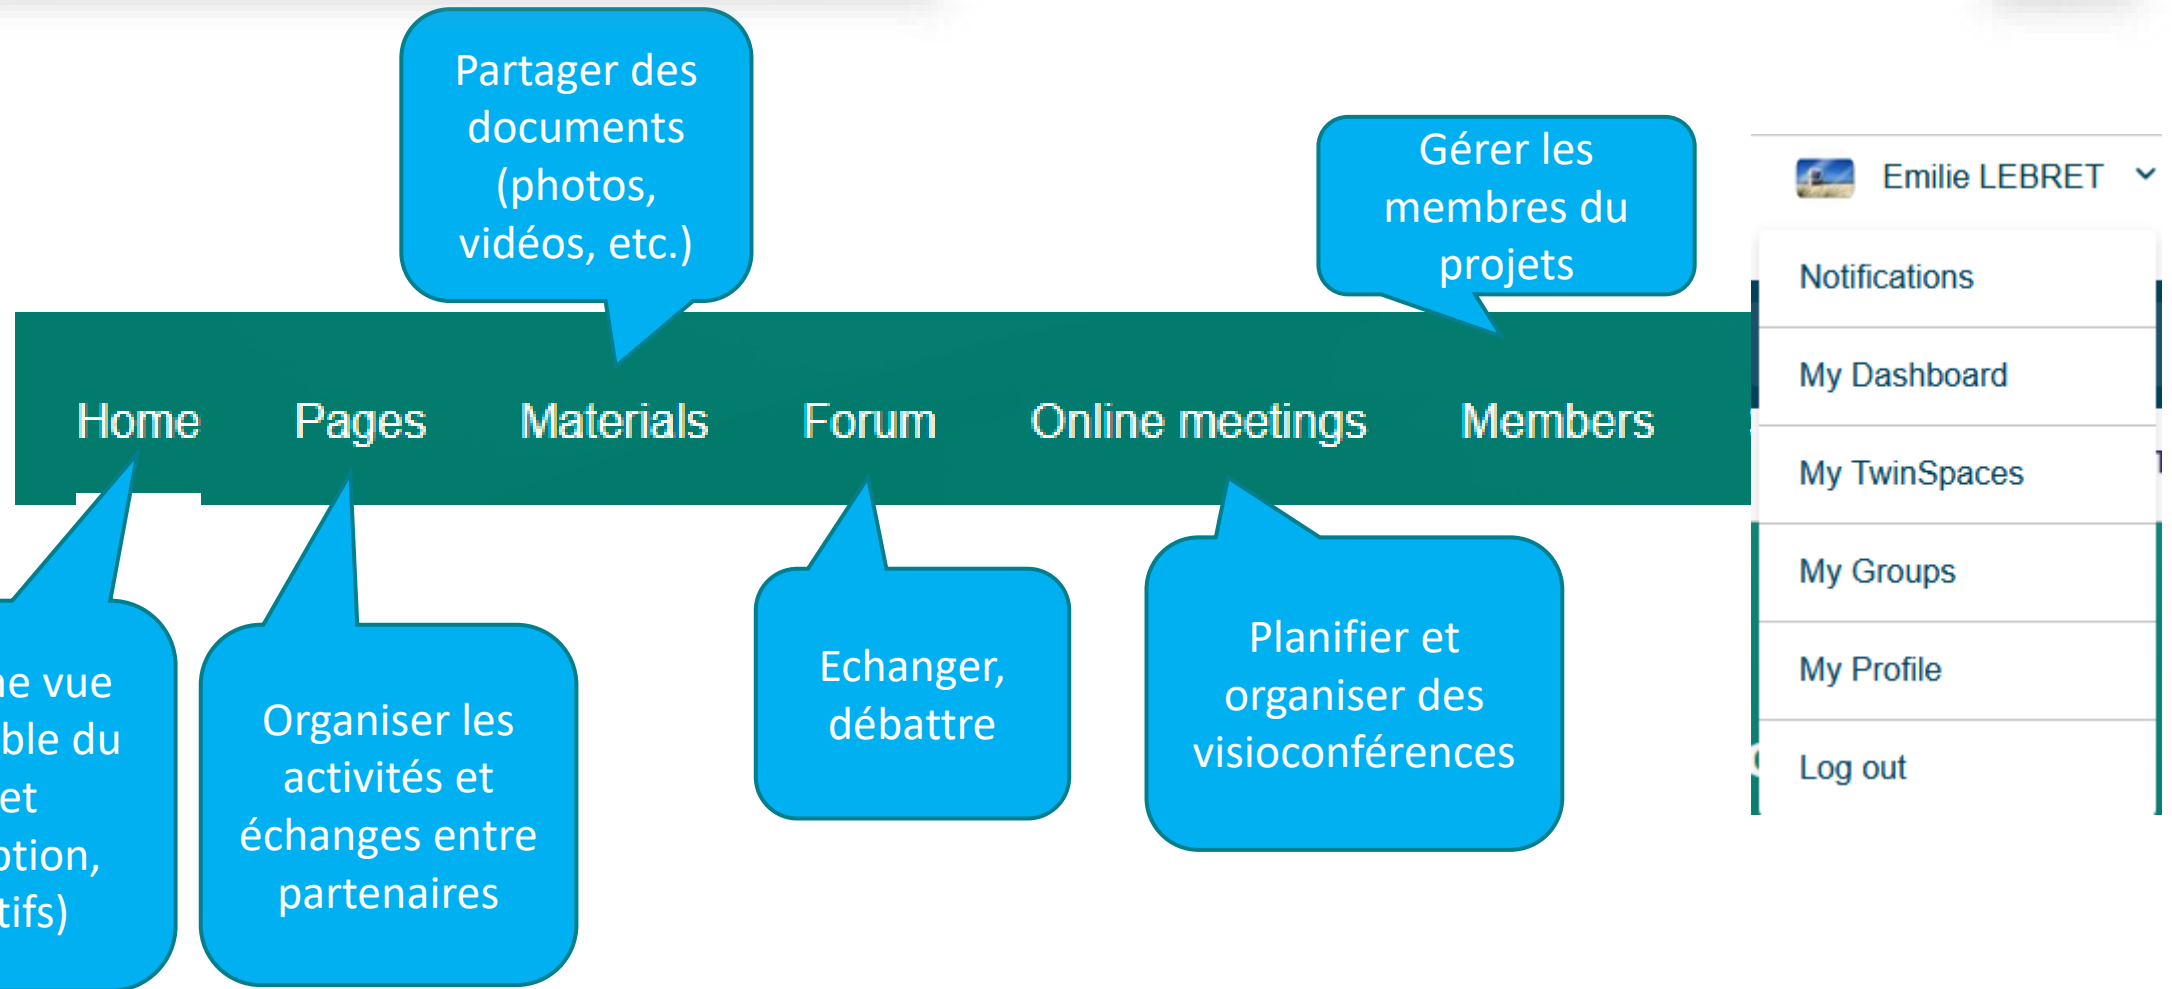 Partager des
documents
(photos,
vidéos, etc.)
Gérer les
membres du
projets
Emilie LEBRET
Notifications
My Dashboard
My TwinSpaces
My Groups
My Profile
Log out
Home Pages Materials Forum Online meetings Members
vue
du
Organiser les
activités et
échanges entre
partenaires
Echanger,
débattre
Planifier et
organiser des
visioconférences